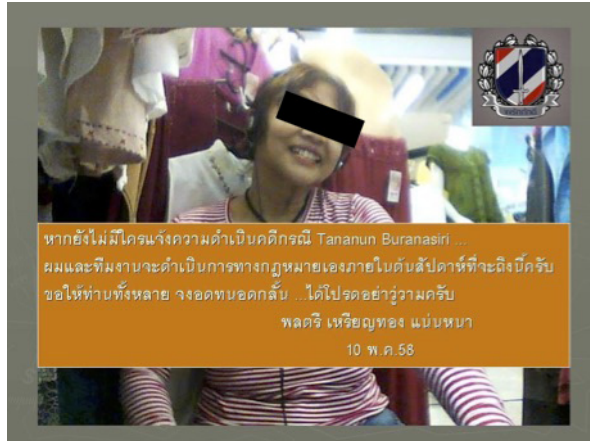 หากยังไม่มีใครแจ้งความดำเนินคดีกรณี Tananun Buranasiri ...
ผมและทีมงานจะดำเนินการทางกฎหมายเองภายในต้นสัปดาห์ที่จะถึงนี้ครับ
ขอให้ท่านทั้งหลาย จงอดทนอดกลั้น ...ได้โปรดอย่าวู่วามครับ
พลตรี เหรียญทอง แน่นหนา
10 พ.ค.58